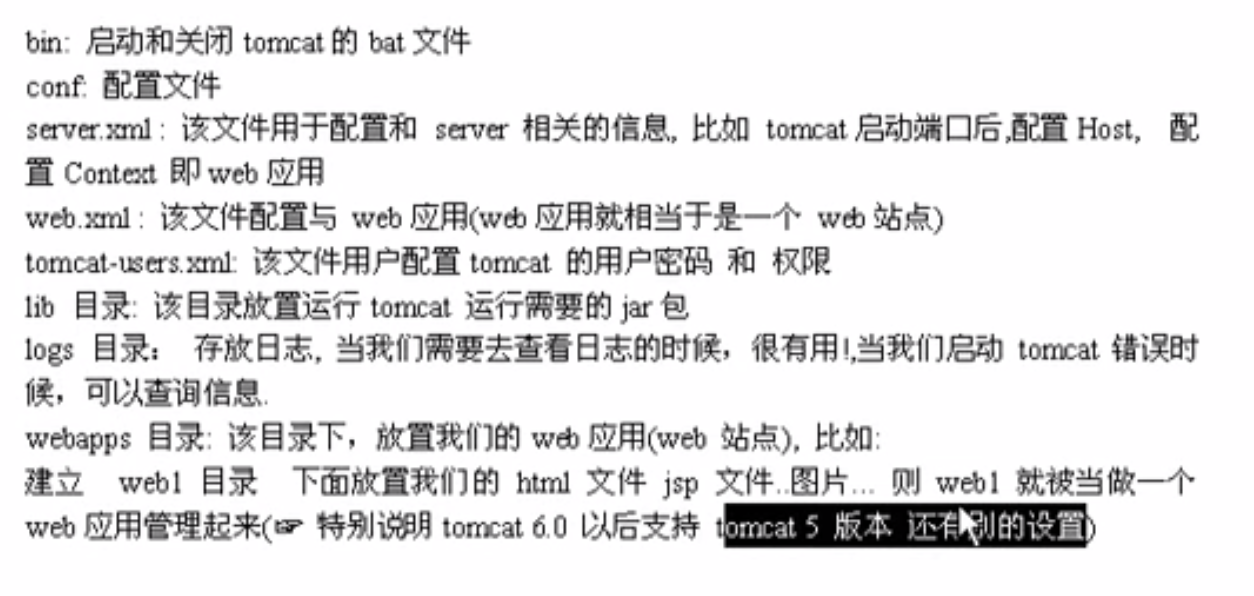 bin: 启动和关闭 tomcat 的 bat 文件
conf: 配置文件
server.xml : 该文件用于配置和 server 相关的信息, 比如 tomcat 启动端口后,配置 Host, 配
置 Context 即 web 应用
web.xml : 该文件配置与 web 应用(web 应用就相当于是一个 web 站点)
tomcat-users.xml: 该文件用户配置 tomcat 的用户密码 和 权限
lib 目录: 该目录放置运行 tomcat 运行需要的 jar 包
logs 目录： 存放日志, 当我们需要去查看日志的时候，很有用!,当我们启动 tomcat 错误时
候，可以查询信息.
webapps 目录: 该目录下，放置我们的 web 应用(web 站点), 比如:
建立 web1 目录 下面放置我们的 html 文件 jsp 文件..图片... 则 web1 就被当做一个
web 应用管理起来(☞ 特别说明 tomcat 6.0 以后支持 tomcat 5 版本 还有别的设置)